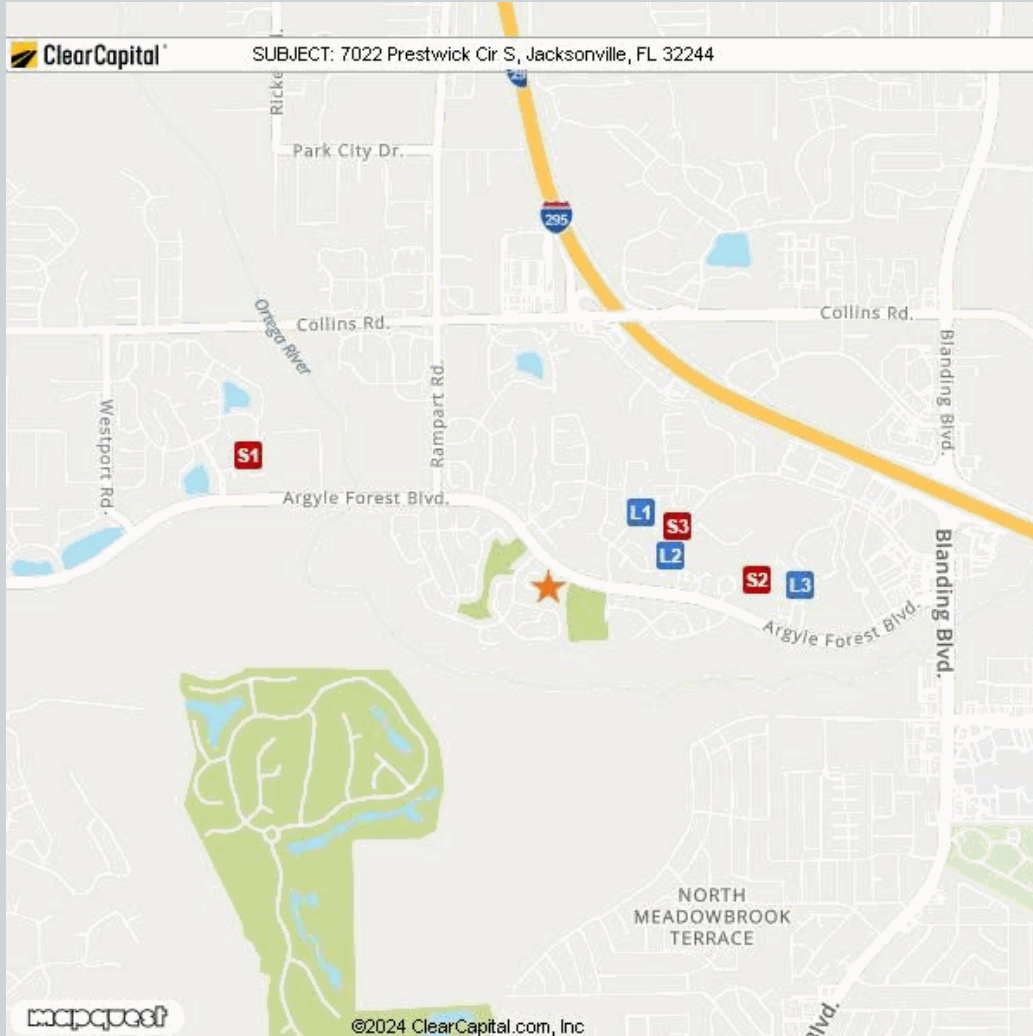 ClearCapital
SUBJECT: 7022 Prestwick Cir S, Jacksonville, FL 32244
Park City Dr.
295
Collins Rd.
Collins Rd.
Ortega River
Rampart Rd.
Blanding Blvd.
Westport Rd.
S1
Argyle Forest Blvd.
L1
S3
L2
S2
L3
Blanding Blvd.
Argyle Forest Blvd.
NORTH
MEADOWBROOK
TERRACE
mapquest
©2024 ClearCapital.com, Inc